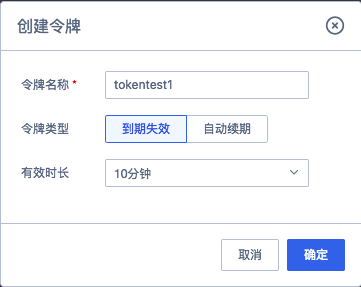 创建令牌
令牌名称 *
tokentest1
令牌类型
到期失效 自动续期
有效时长
10分钟
取消 确定